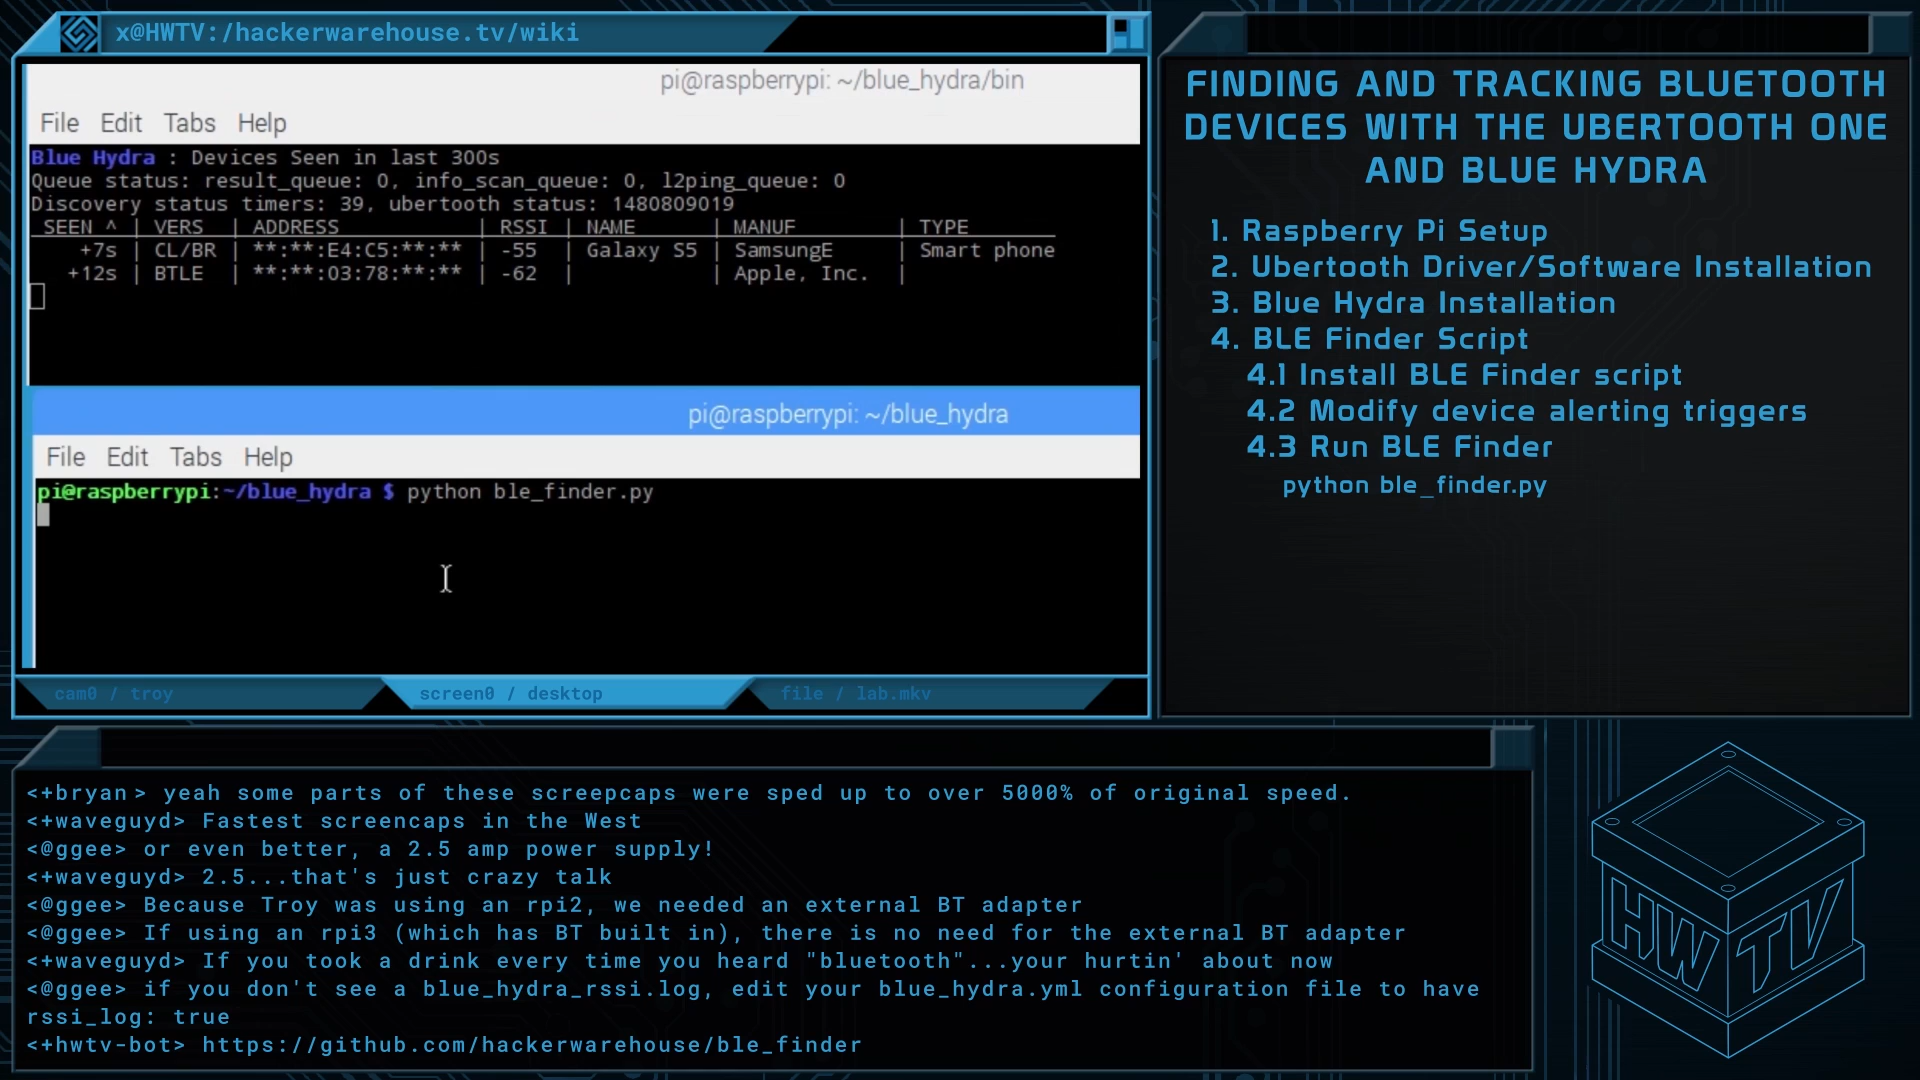 x@HWTV:/hackerwarehouse.tv/wiki
pi@raspberrypi: ~/blue_hydra/bin
File Edit Tabs Help
Blue Hydra : Devices Seen in last 300s
Queue status: result_queue: 0, info_scan_queue: 0, l2ping_queue: 0
Discovery status timers: 39, ubertooth status: 1480809019
SEEN ^ | VERS | ADDRESS | RSSI | NAME | MANUF | TYPE
+7s | CL/BR | **:**:E4:C5:**:** | -55 | Galaxy S5 | SamsungE | Smart phone
+12s | BTLE | **:**:03:78:**:** | -62 | | Apple, Inc. |
pi@raspberrypi: ~/blue_hydra
File Edit Tabs Help
pi@raspberrypi:~/blue_hydra $ python ble_finder.py
cam0 / troy
screen0 / desktop
file / lab.mkv
FINDING AND TRACKING BLUETOOTH
DEVICES WITH THE UBERTOOTH ONE
AND BLUE HYDRA
1. Raspberry Pi Setup
2. Ubertooth Driver/Software Installation
3. Blue Hydra Installation
4. BLE Finder Script
4.1 Install BLE Finder script
4.2 Modify device alerting triggers
4.3 Run BLE Finder
python ble_finder.py
<+bryan> yeah some parts of these screepcaps were sped up to over 5000% of original speed.
<+waveguyd> Fastest screencaps in the West
<@ggee> or even better, a 2.5 amp power supply!
<+waveguyd> 2.5...that's just crazy talk
<@ggee> Because Troy was using an rpi2, we needed an external BT adapter
<@ggee> If using an rpi3 (which has BT built in), there is no need for the external BT adapter
<+waveguyd> If you took a drink every time you heard "bluetooth"...your hurtin' about now
<@ggee> if you don't see a blue_hydra_rssi.log, edit your blue_hydra.yml configuration file to have
rssi_log: true
<+hwtv-bot> https://github.com/hackerwarehouse/ble_finder
HW TV